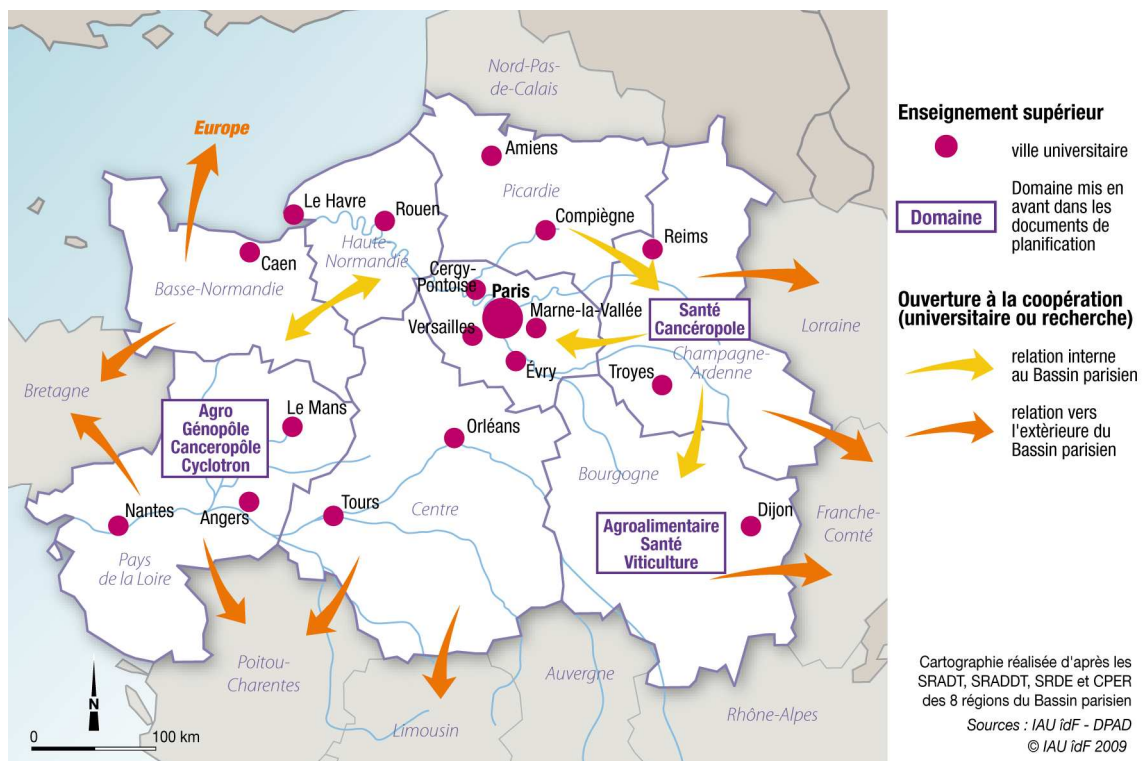 Nord-Pas-
de-Calais
Europe
Amiens
Picardie
Le Havre
Rouen
Haute-
Normandie
Compiègne
Reims
Caen
Basse-Normandie
Cergy-
Pontoise
Paris
Marne-la-Vallée
Versailles
Évry
Santé
Cancéropole
Champagne-
Ardenne
Lorraine
Troyes
Bretagne
Agro
Génopôle
Canceropôle
Cyclotron
Le Mans
Orléans
Bourgogne
Nantes
Angers
Tours
Centre
Agroalimentaire
Santé
Viticulture
Dijon
Franche-
Comté
Pays
de la Loire
Poitou-
Charentes
Limousin
Auvergne
Rhône-Alpes
N
0 100 km
Enseignement supérieur
ville universitaire
Domaine
Domaine mis en
avant dans les
documents de
planification
Ouverture à la coopération
(universitaire ou recherche)
relation interne
au Bassin parisien
relation vers
l'extèrieure du
Bassin parisien
Cartographie réalisée d'après les
SRADT, SRADDT, SRDE et CPER
des 8 régions du Bassin parisien
Sources : IAU îdF - DPAD
© IAU îdF 2009